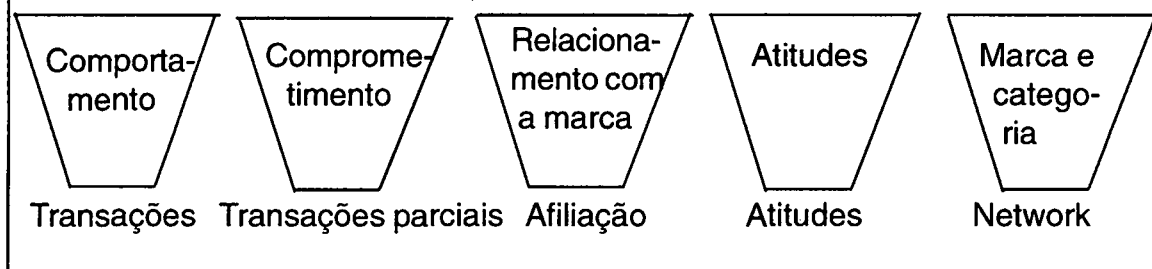 Comporta-
mento
Comprome-
timento
Relaciona-
mento com
a marca
Atitudes
Marca e
catego-
ria
Transações
Transações parciais
Afiliação
Atitudes
Network